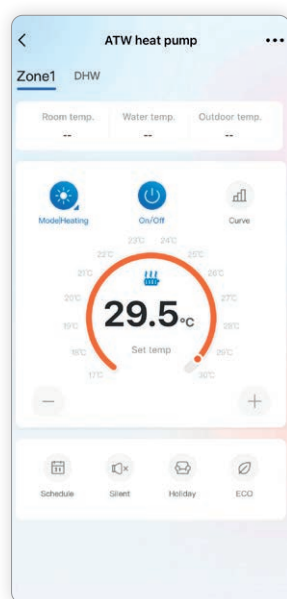 ATW heat pump
Zone1 DHW
Room temp. Water temp. Outdoor temp.
-- -- --
Mode|Heating On/Off Curve
23°C 24°C
22°C 25°C
21°C 26°C
20°C 27°C
19°C 28°C
18°C 29°C
17°C 30°C
29.5°C
Set temp
Schedule Silent Holiday ECO